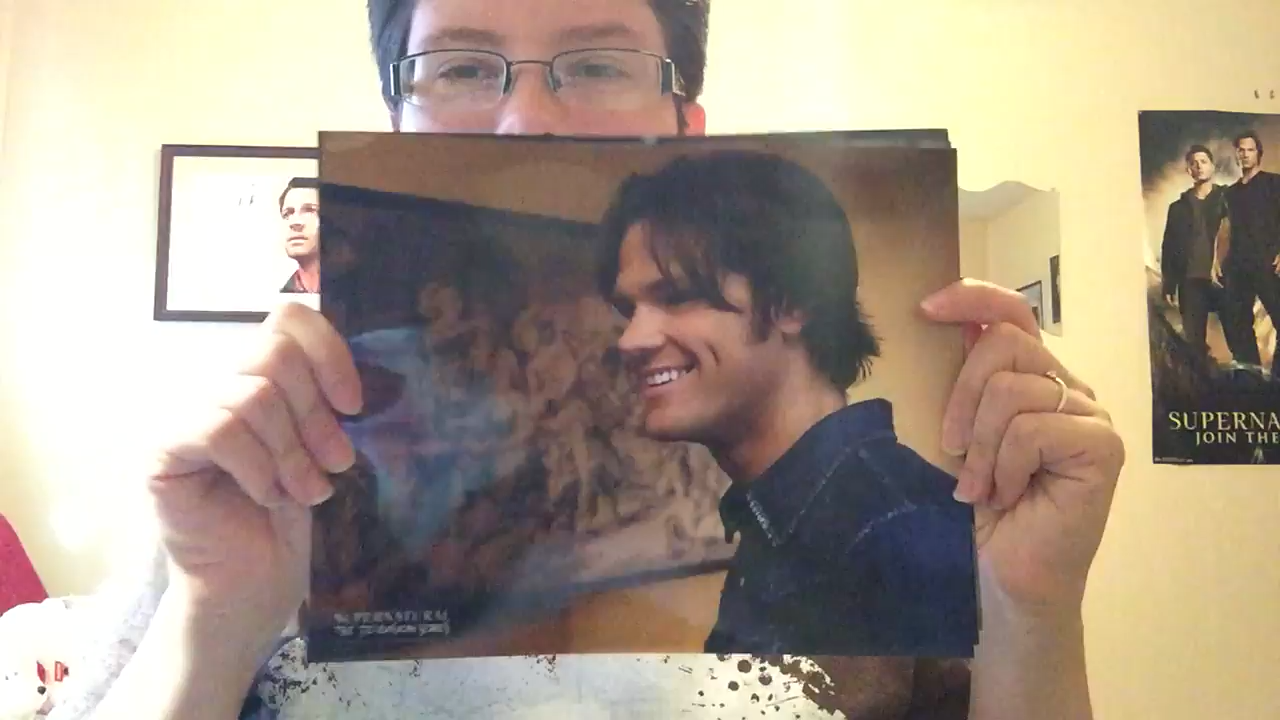 SUPERNATURAL
THE TELEVISION SERIES
SUPERNA
JOIN THE